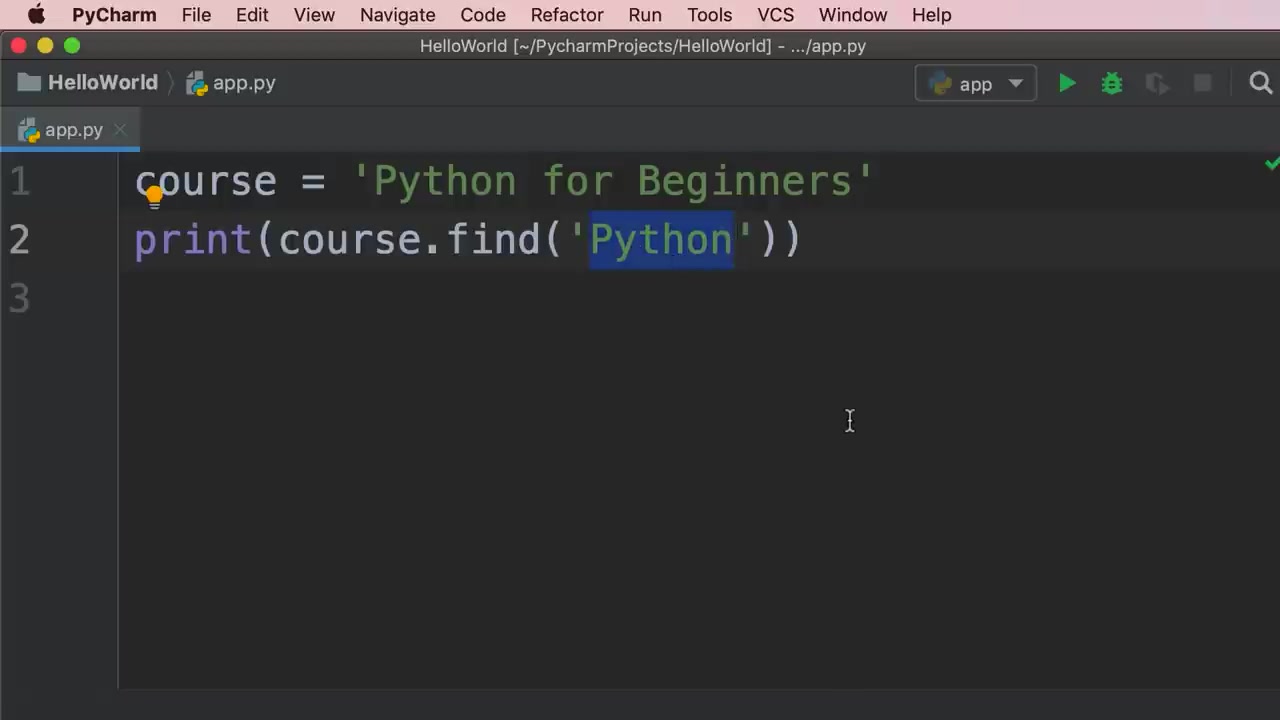 PyCharm File Edit View Navigate Code Refactor Run Tools VCS Window Help
HelloWorld [~/PycharmProjects/HelloWorld] - .../app.py
HelloWorld app.py app
app.py
1 course = 'Python for Beginners'
2 print(course.find('Python'))
3